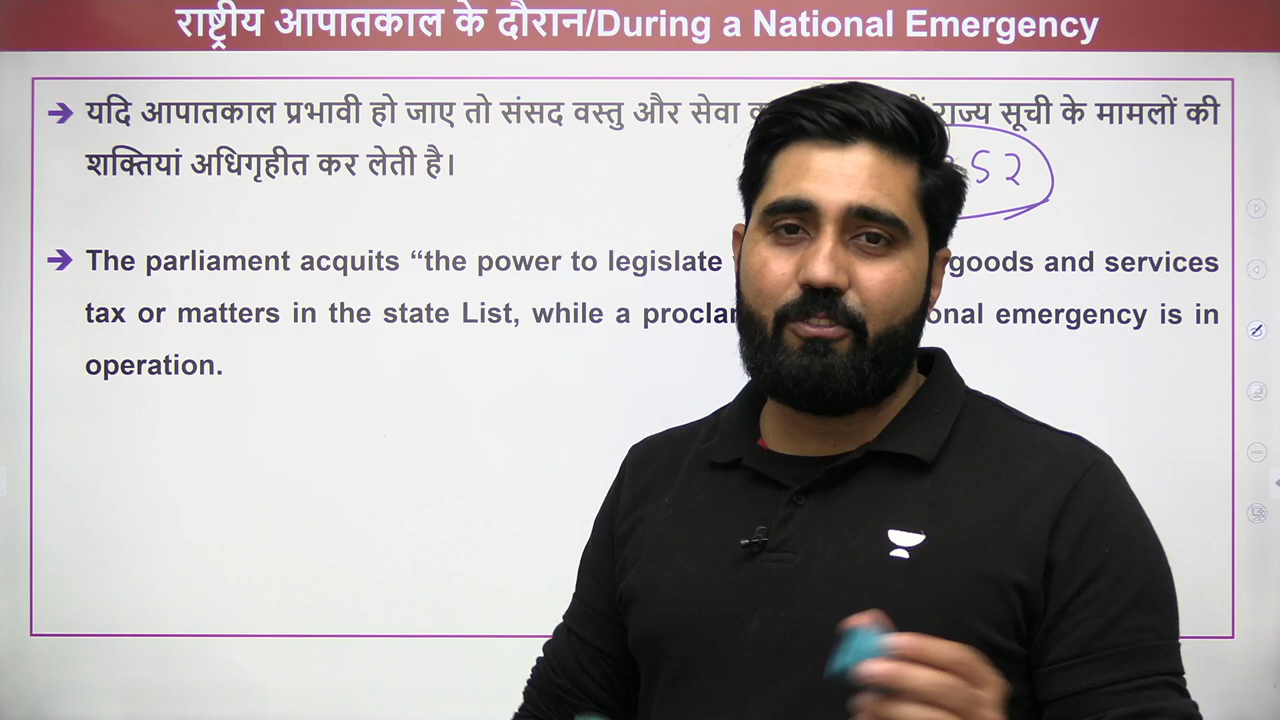 राष्ट्रीय आपातकाल के दौरान/During a National Emergency
➔ यदि आपातकाल प्रभावी हो जाए तो संसद वस्तु और सेवा राज्य सूची के मामलों की
52
शक्तियां अधिगृहीत कर लेती है।
➔ The parliament acquits “the power to legislate goods and services
tax or matters in the state List, while a emergency is in
operation.